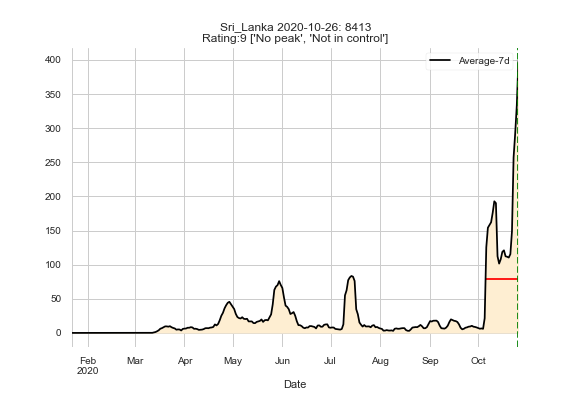 Sri_Lanka 2020-10-26: 8413
Rating:9 ['No peak', 'Not in control']
Average-7d
400
350
300
250
200
150
100
50
0
Feb Mar Apr May Jun Jul Aug Sep Oct
2020
Date